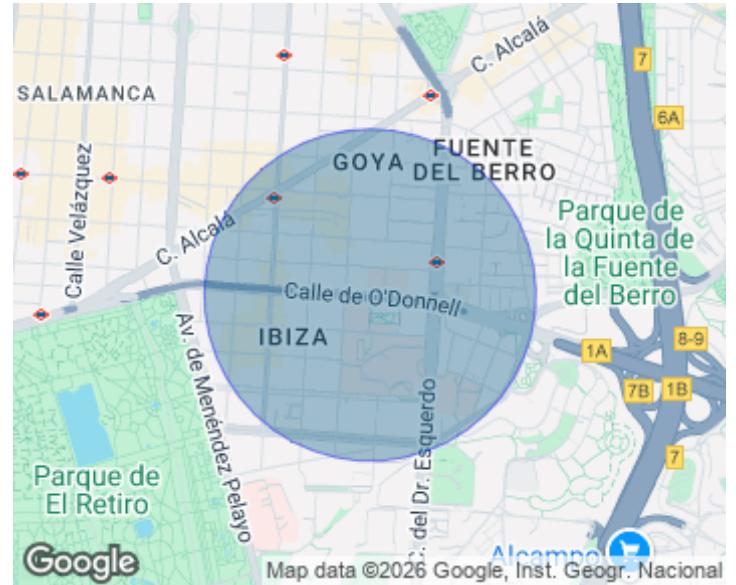 C. Alcalá
7
SALAMANCA
6A
GOYA
FUENTE
DEL BERRO
Calle Velázquez
C. Alcalá
Parque de
la Quinta de
la Fuente
del Berro
Calle de O'Donnell
IBIZA
Av. de Menéndez Pelayo
1A
8-9
7B
1B
C. del Dr. Esquerdo
7
Parque de
El Retiro
Alcampo
Google
Map data ©2026 Google, Inst. Geogr. Nacional